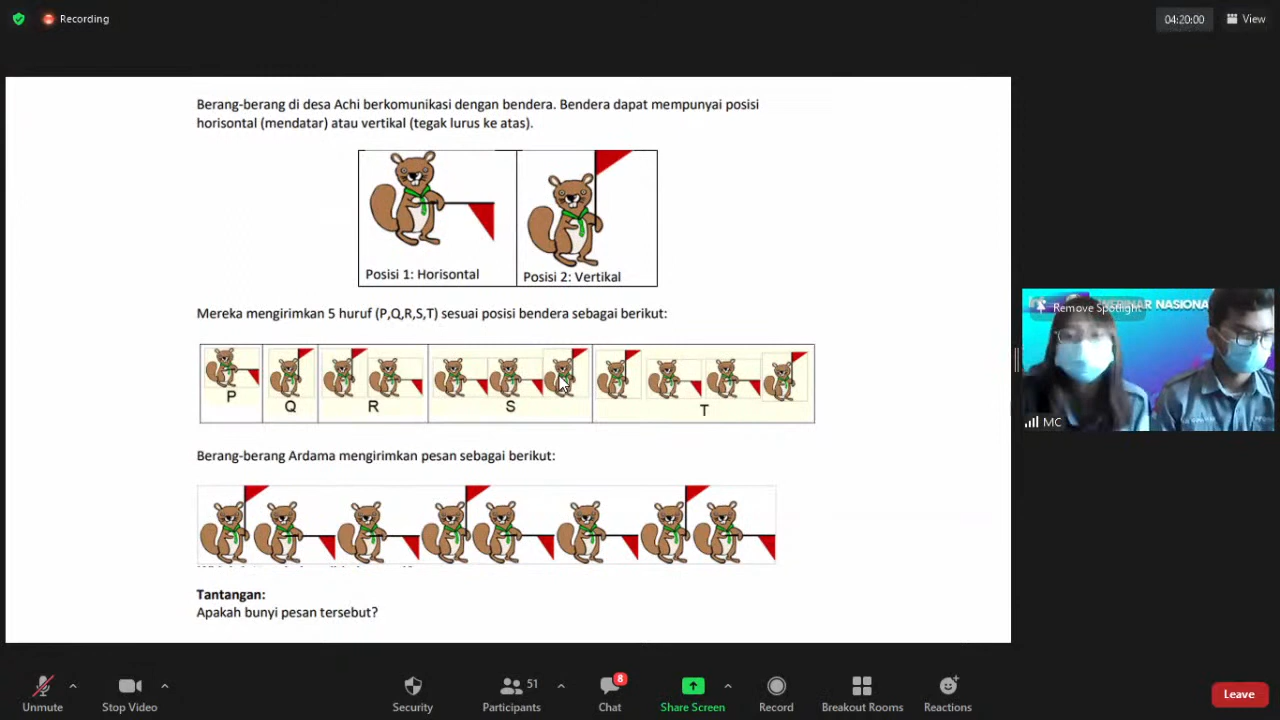 Recording
04:20:00
View
Berang-berang di desa Achi berkomunikasi dengan bendera. Bendera dapat mempunyai posisi
horisontal (mendatar) atau vertikal (tegak lurus ke atas).
Posisi 1: Horisontal
Posisi 2: Vertikal
Mereka mengirimkan 5 huruf (P,Q,R,S,T) sesuai posisi bendera sebagai berikut:
P
Q
R
S
T
Berang-berang Ardama mengirimkan pesan sebagai berikut:
Tantangan:
Apakah bunyi pesan tersebut?
WEBINAR NASIONA
Remove Spotlight
MC
Unmute
Stop Video
Security
51
Participants
8
Chat
Share Screen
Record
Breakout Rooms
Reactions
Leave